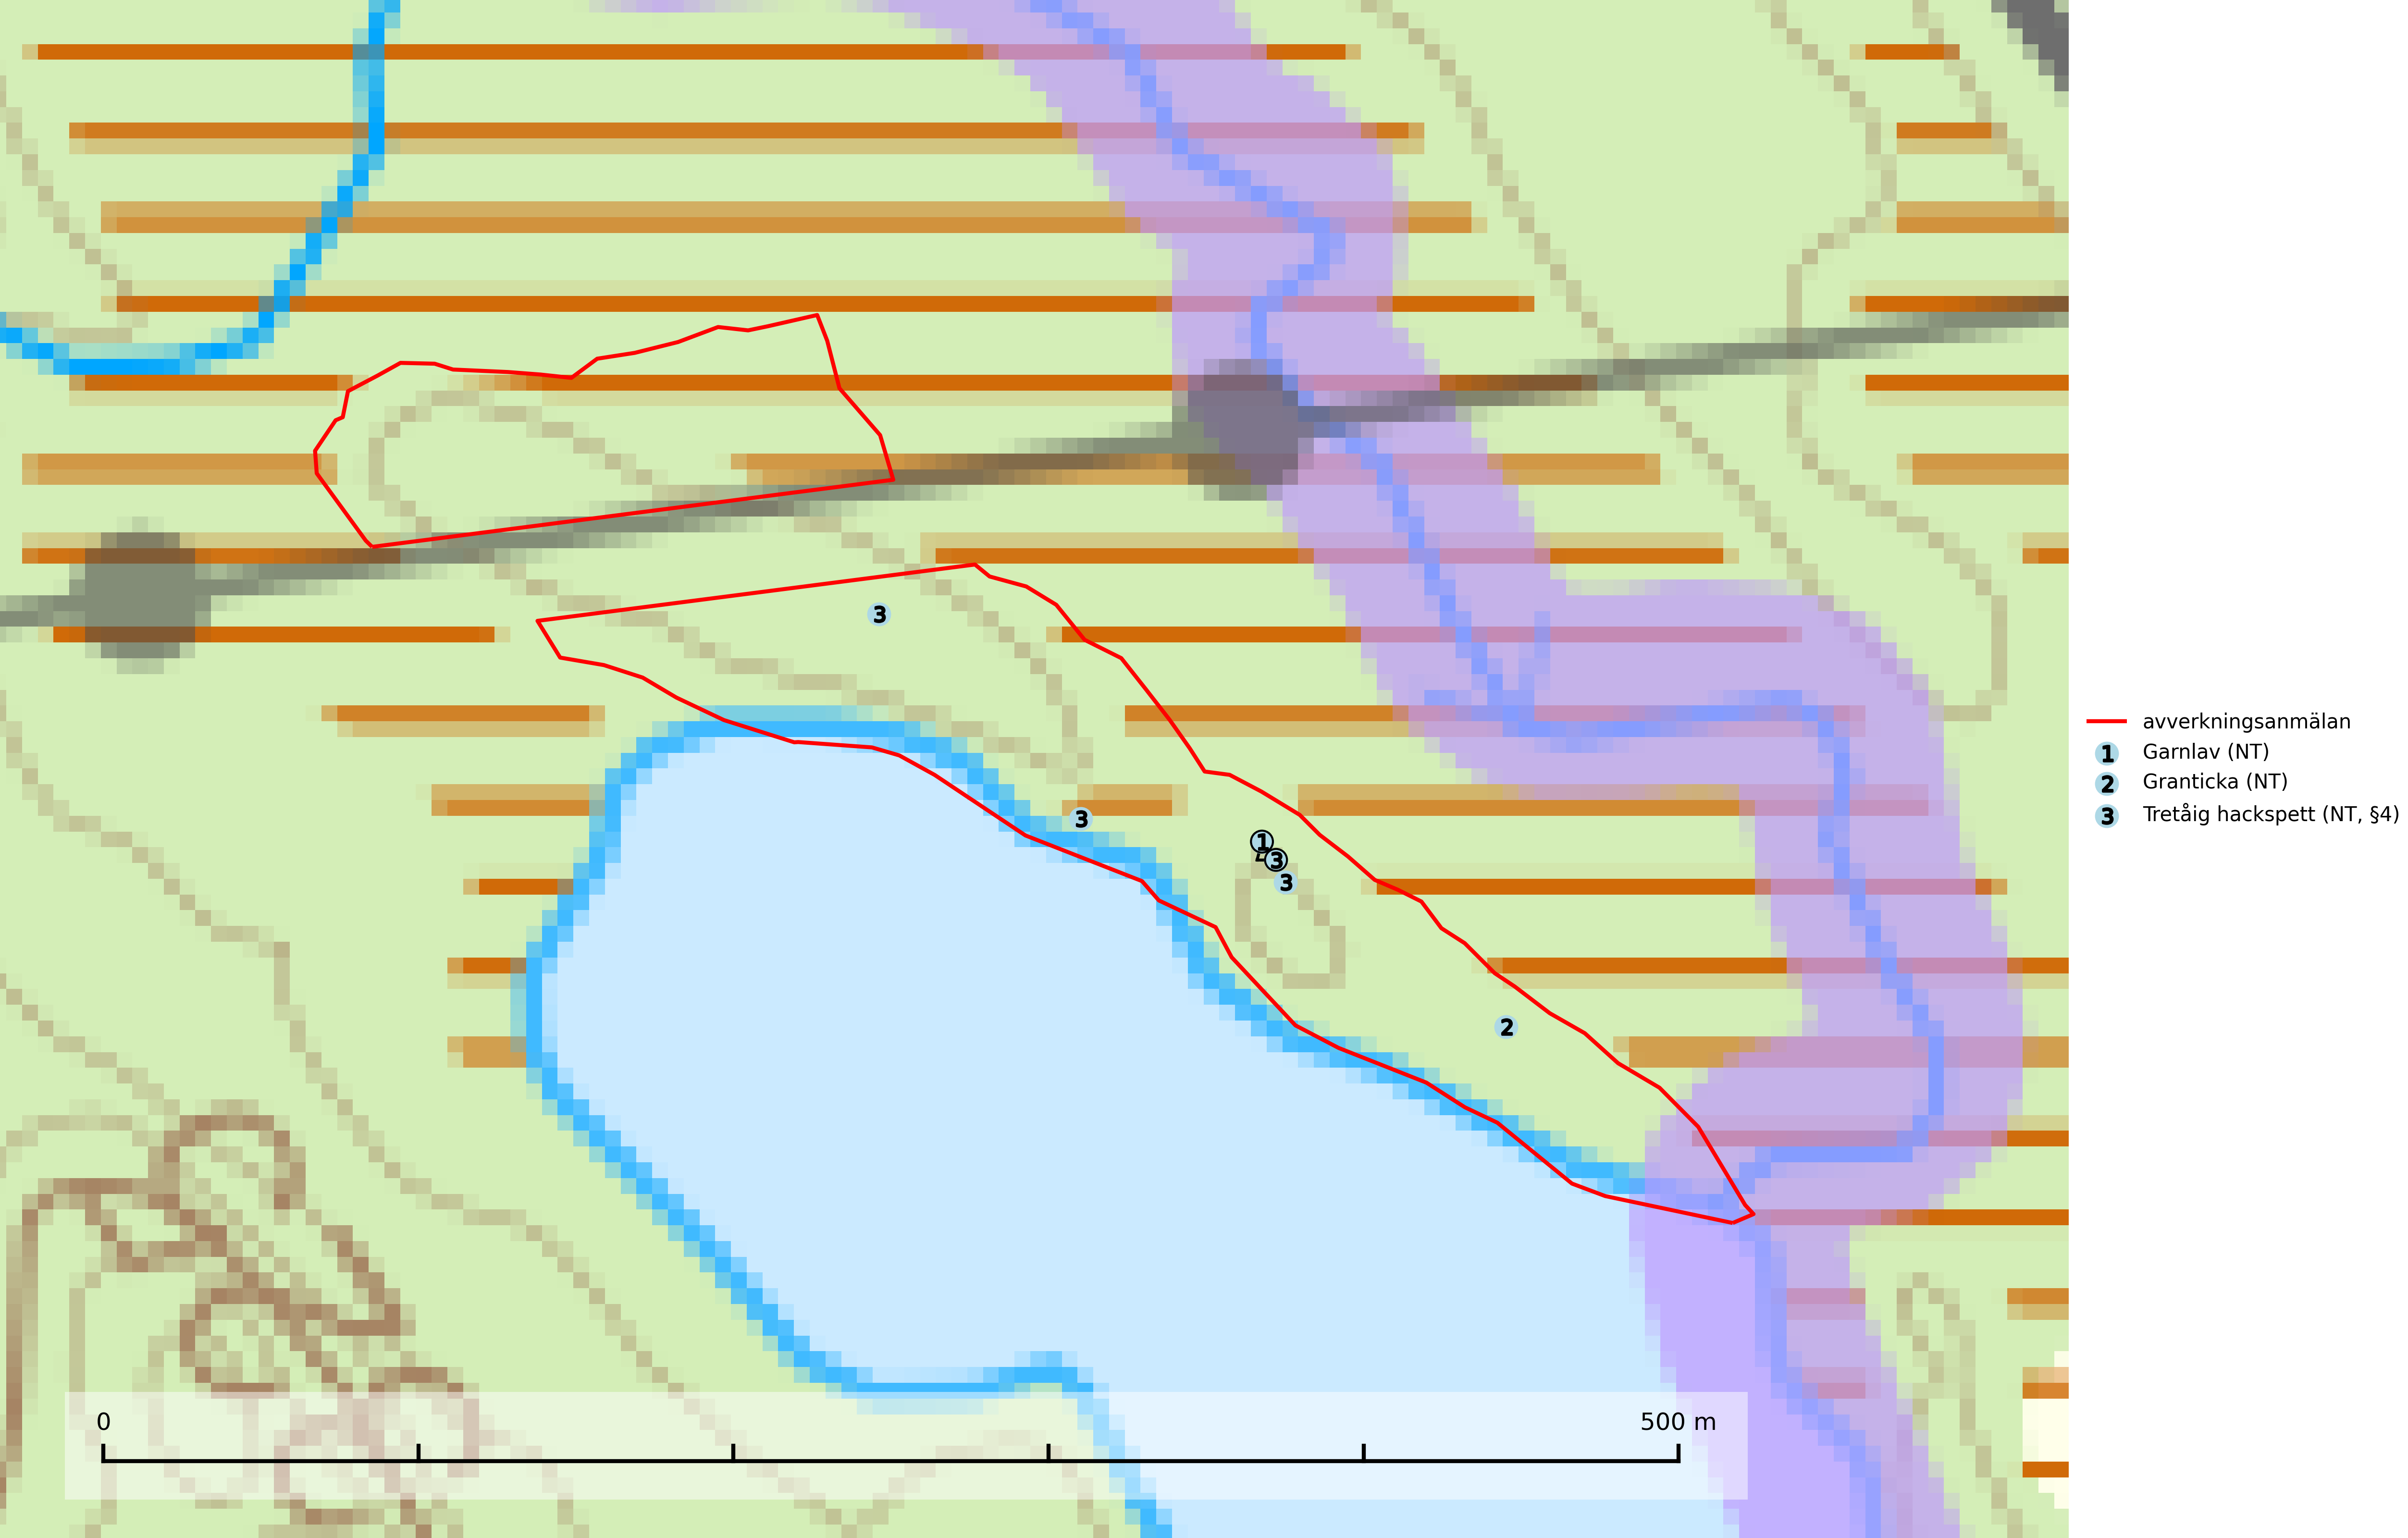 3
3
1
3
3
2
avverkningsanmälan
1 Garnlav (NT)
2 Granticka (NT)
3 Tretåig hackspett (NT, §4)
0 500 m